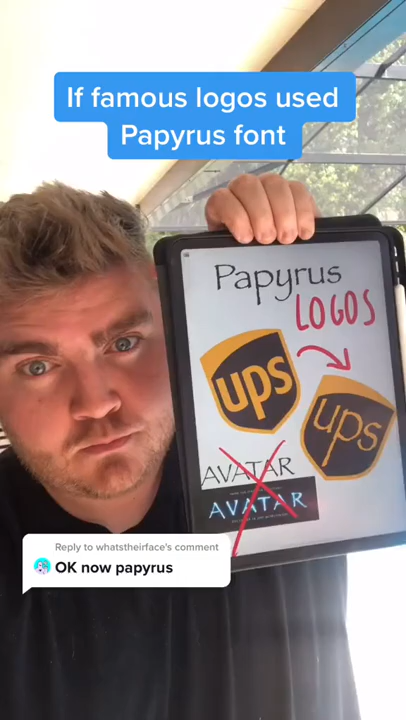 If famous logos used
Papyrus font
Papyrus
LOGOS
ups
ups
AVATAR
AVATAR
Reply to whatstheirface's comment
OK now papyrus